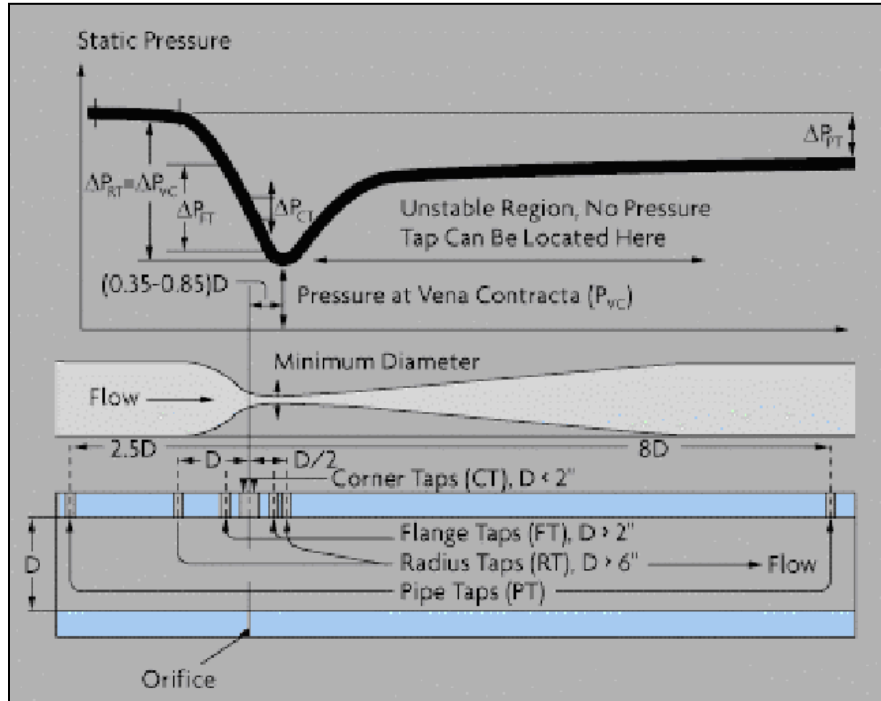 Static Pressure
ΔP_PT
ΔP_RT=ΔP_VC
ΔP_FT
ΔP_CT
Unstable Region, No Pressure
Tap Can Be Located Here
(0.35-0.85)D
Pressure at Vena Contracta (P_VC)
Minimum Diameter
Flow
2.5D
D
D/2
8D
Corner Taps (CT), D < 2"
Flange Taps (FT), D > 2"
D
Radius Taps (RT), D > 6"
Flow
Pipe Taps (PT)
Orifice